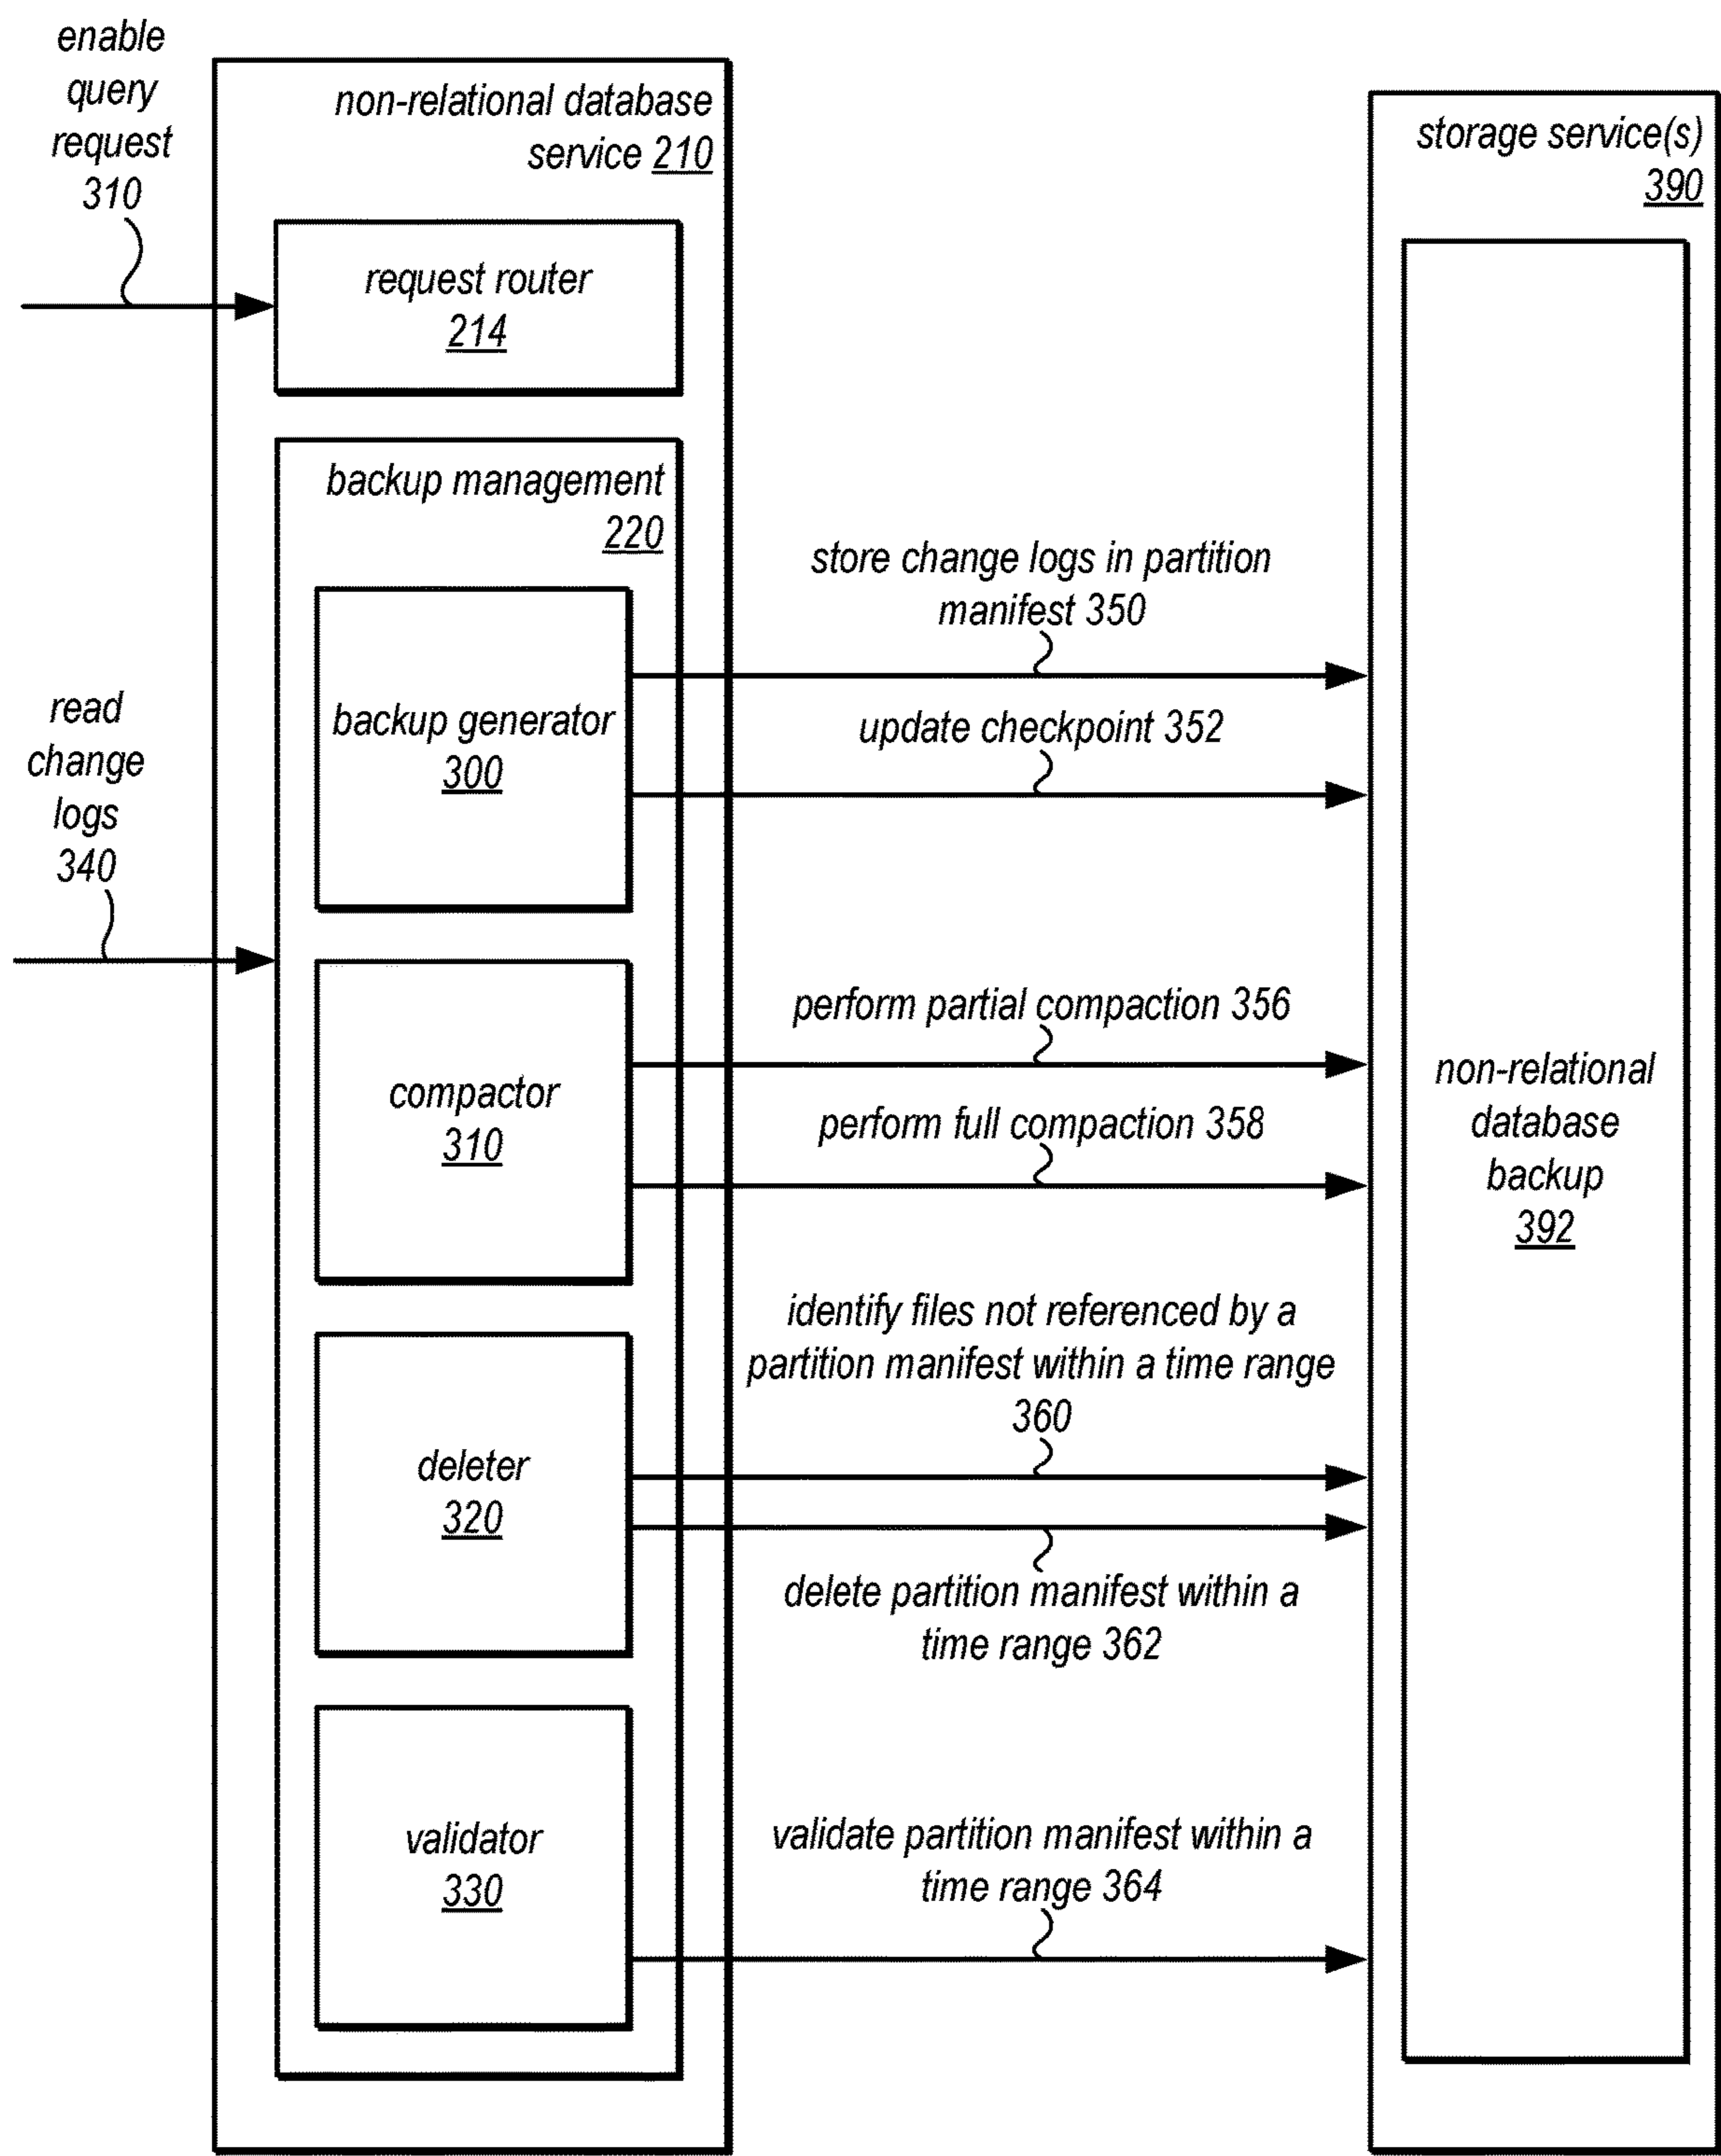 enable
query
request
310
non-relational database
service 210
request router
214
backup management
220
backup generator
300
read
change
logs
340
compactor
310
deleter
320
validator
330
store change logs in partition
manifest 350
update checkpoint 352
perform partial compaction 356
perform full compaction 358
identify files not referenced by a
partition manifest within a time range
360
delete partition manifest within a
time range 362
validate partition manifest within a
time range 364
storage service(s)
390
non-relational
database
backup
392